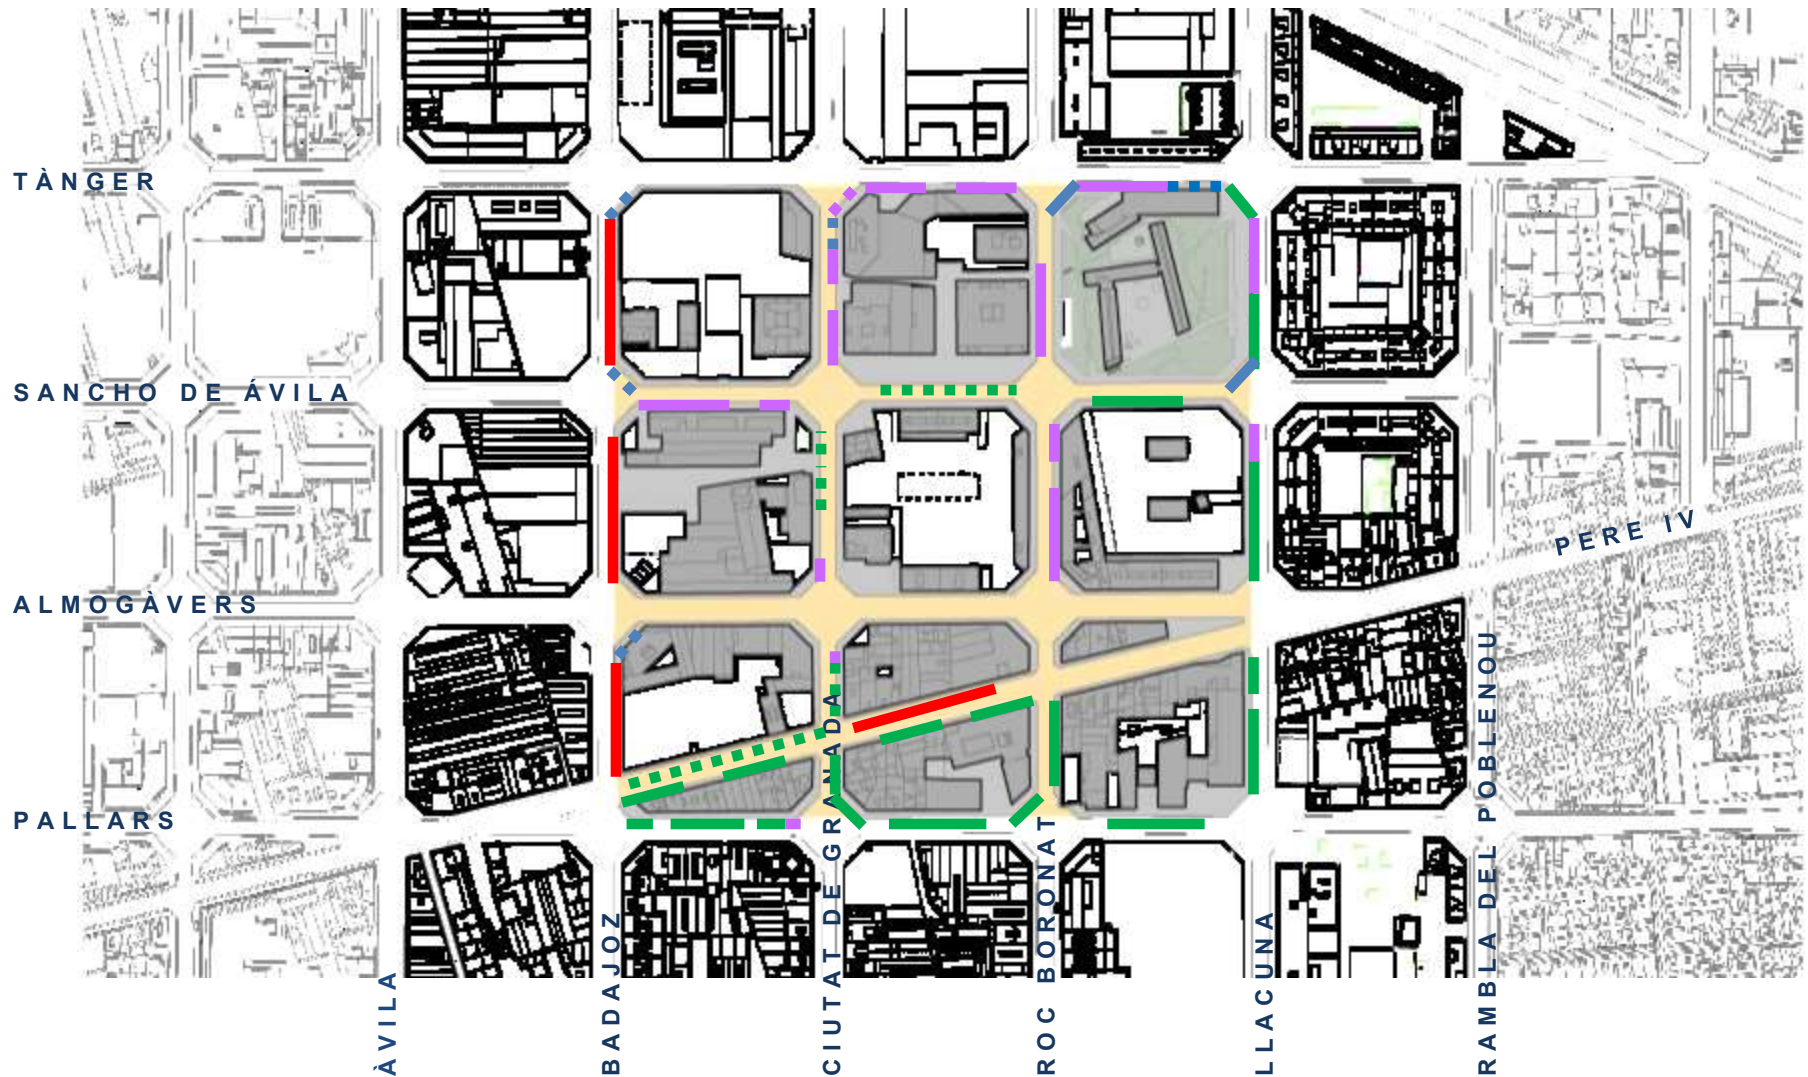 TÀNGER
SANCHO DE ÁVILA
PERE IV
ALMOGÀVERS
PALLARS
ÀVILA
BADAJOZ
CIUTAT DE GRANADA
ROC BORONAT
LLACUNA
RAMBLA DEL POBLENOU